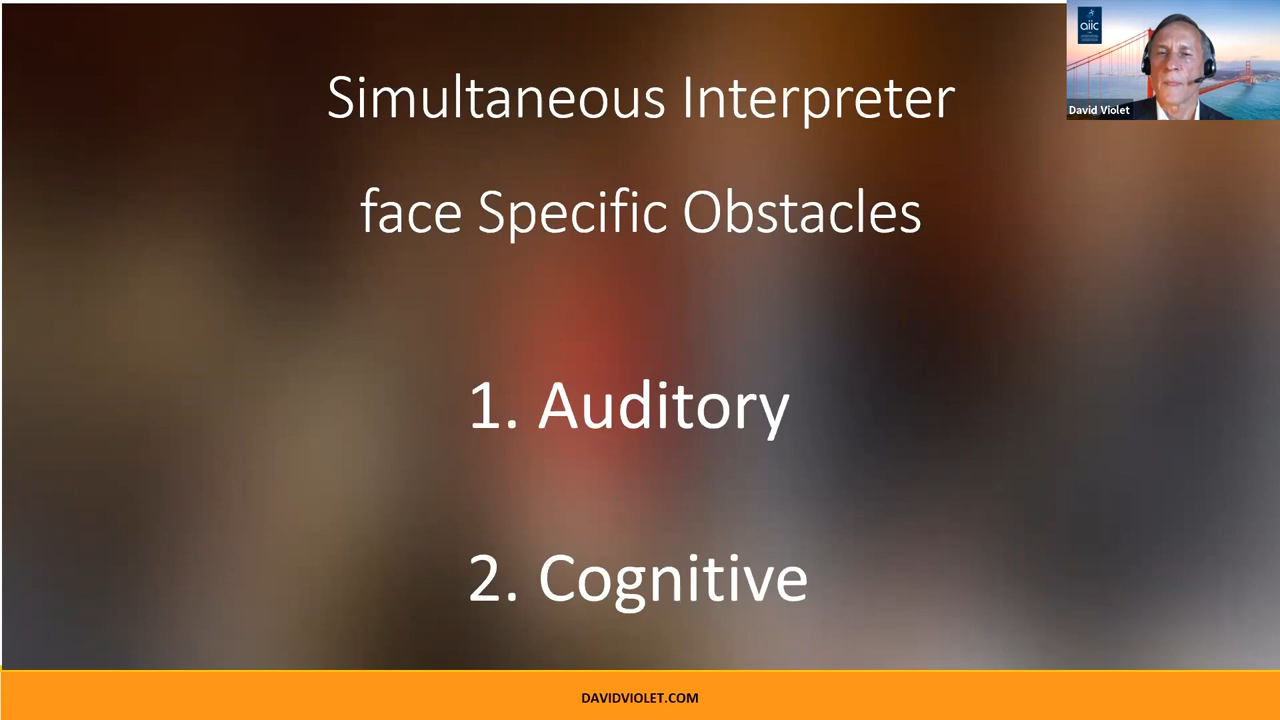 Simultaneous Interpreter
face Specific Obstacles
1. Auditory
2. Cognitive
DAVIDVIOLET.COM
aiic
David Violet